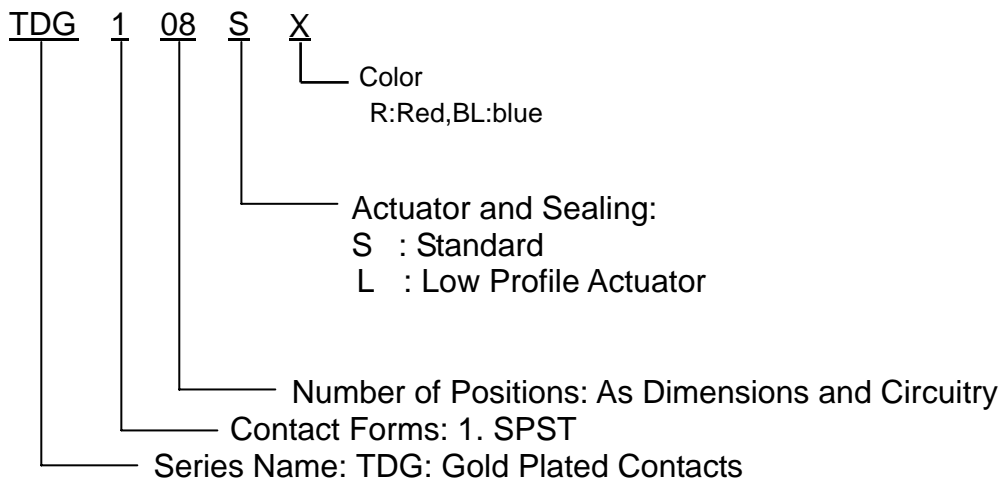 TDG 1 08 S X
Color
R:Red,BL:blue
Actuator and Sealing:
S : Standard
L : Low Profile Actuator
Number of Positions: As Dimensions and Circuitry
Contact Forms: 1. SPST
Series Name: TDG: Gold Plated Contacts